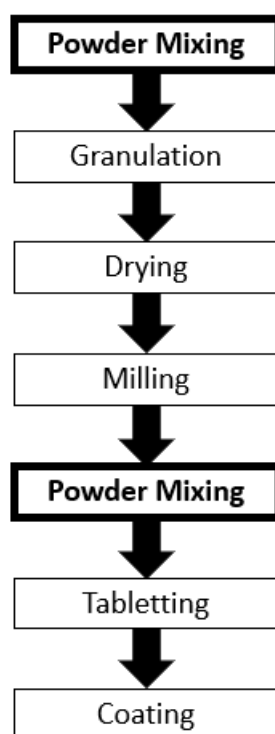 Powder Mixing
Granulation
Drying
Milling
Powder Mixing
Tabletting
Coating